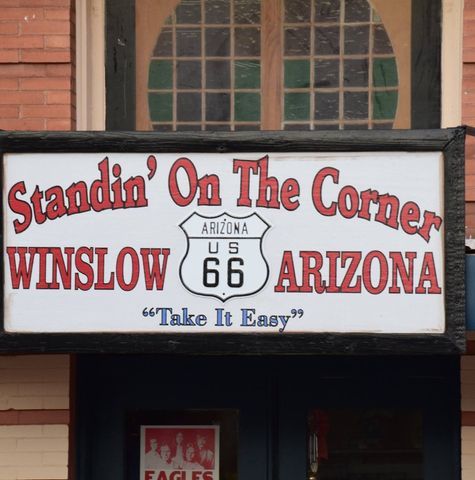 Standin' On The Corner
WINSLOW ARIZONA US 66 ARIZONA
"Take It Easy"
EAGLES